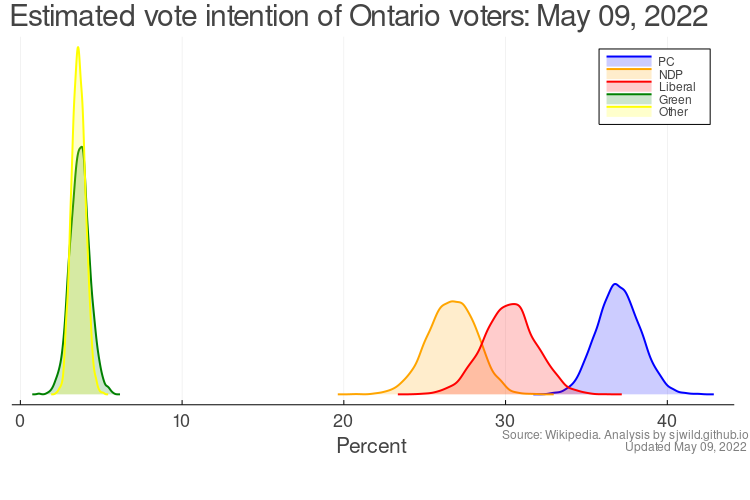 Estimated vote intention of Ontario voters: May 09, 2022
PC
NDP
Liberal
Green
Other
0 10 20 30 40
Percent
Source: Wikipedia. Analysis by sjwild.github.io
Updated May 09, 2022